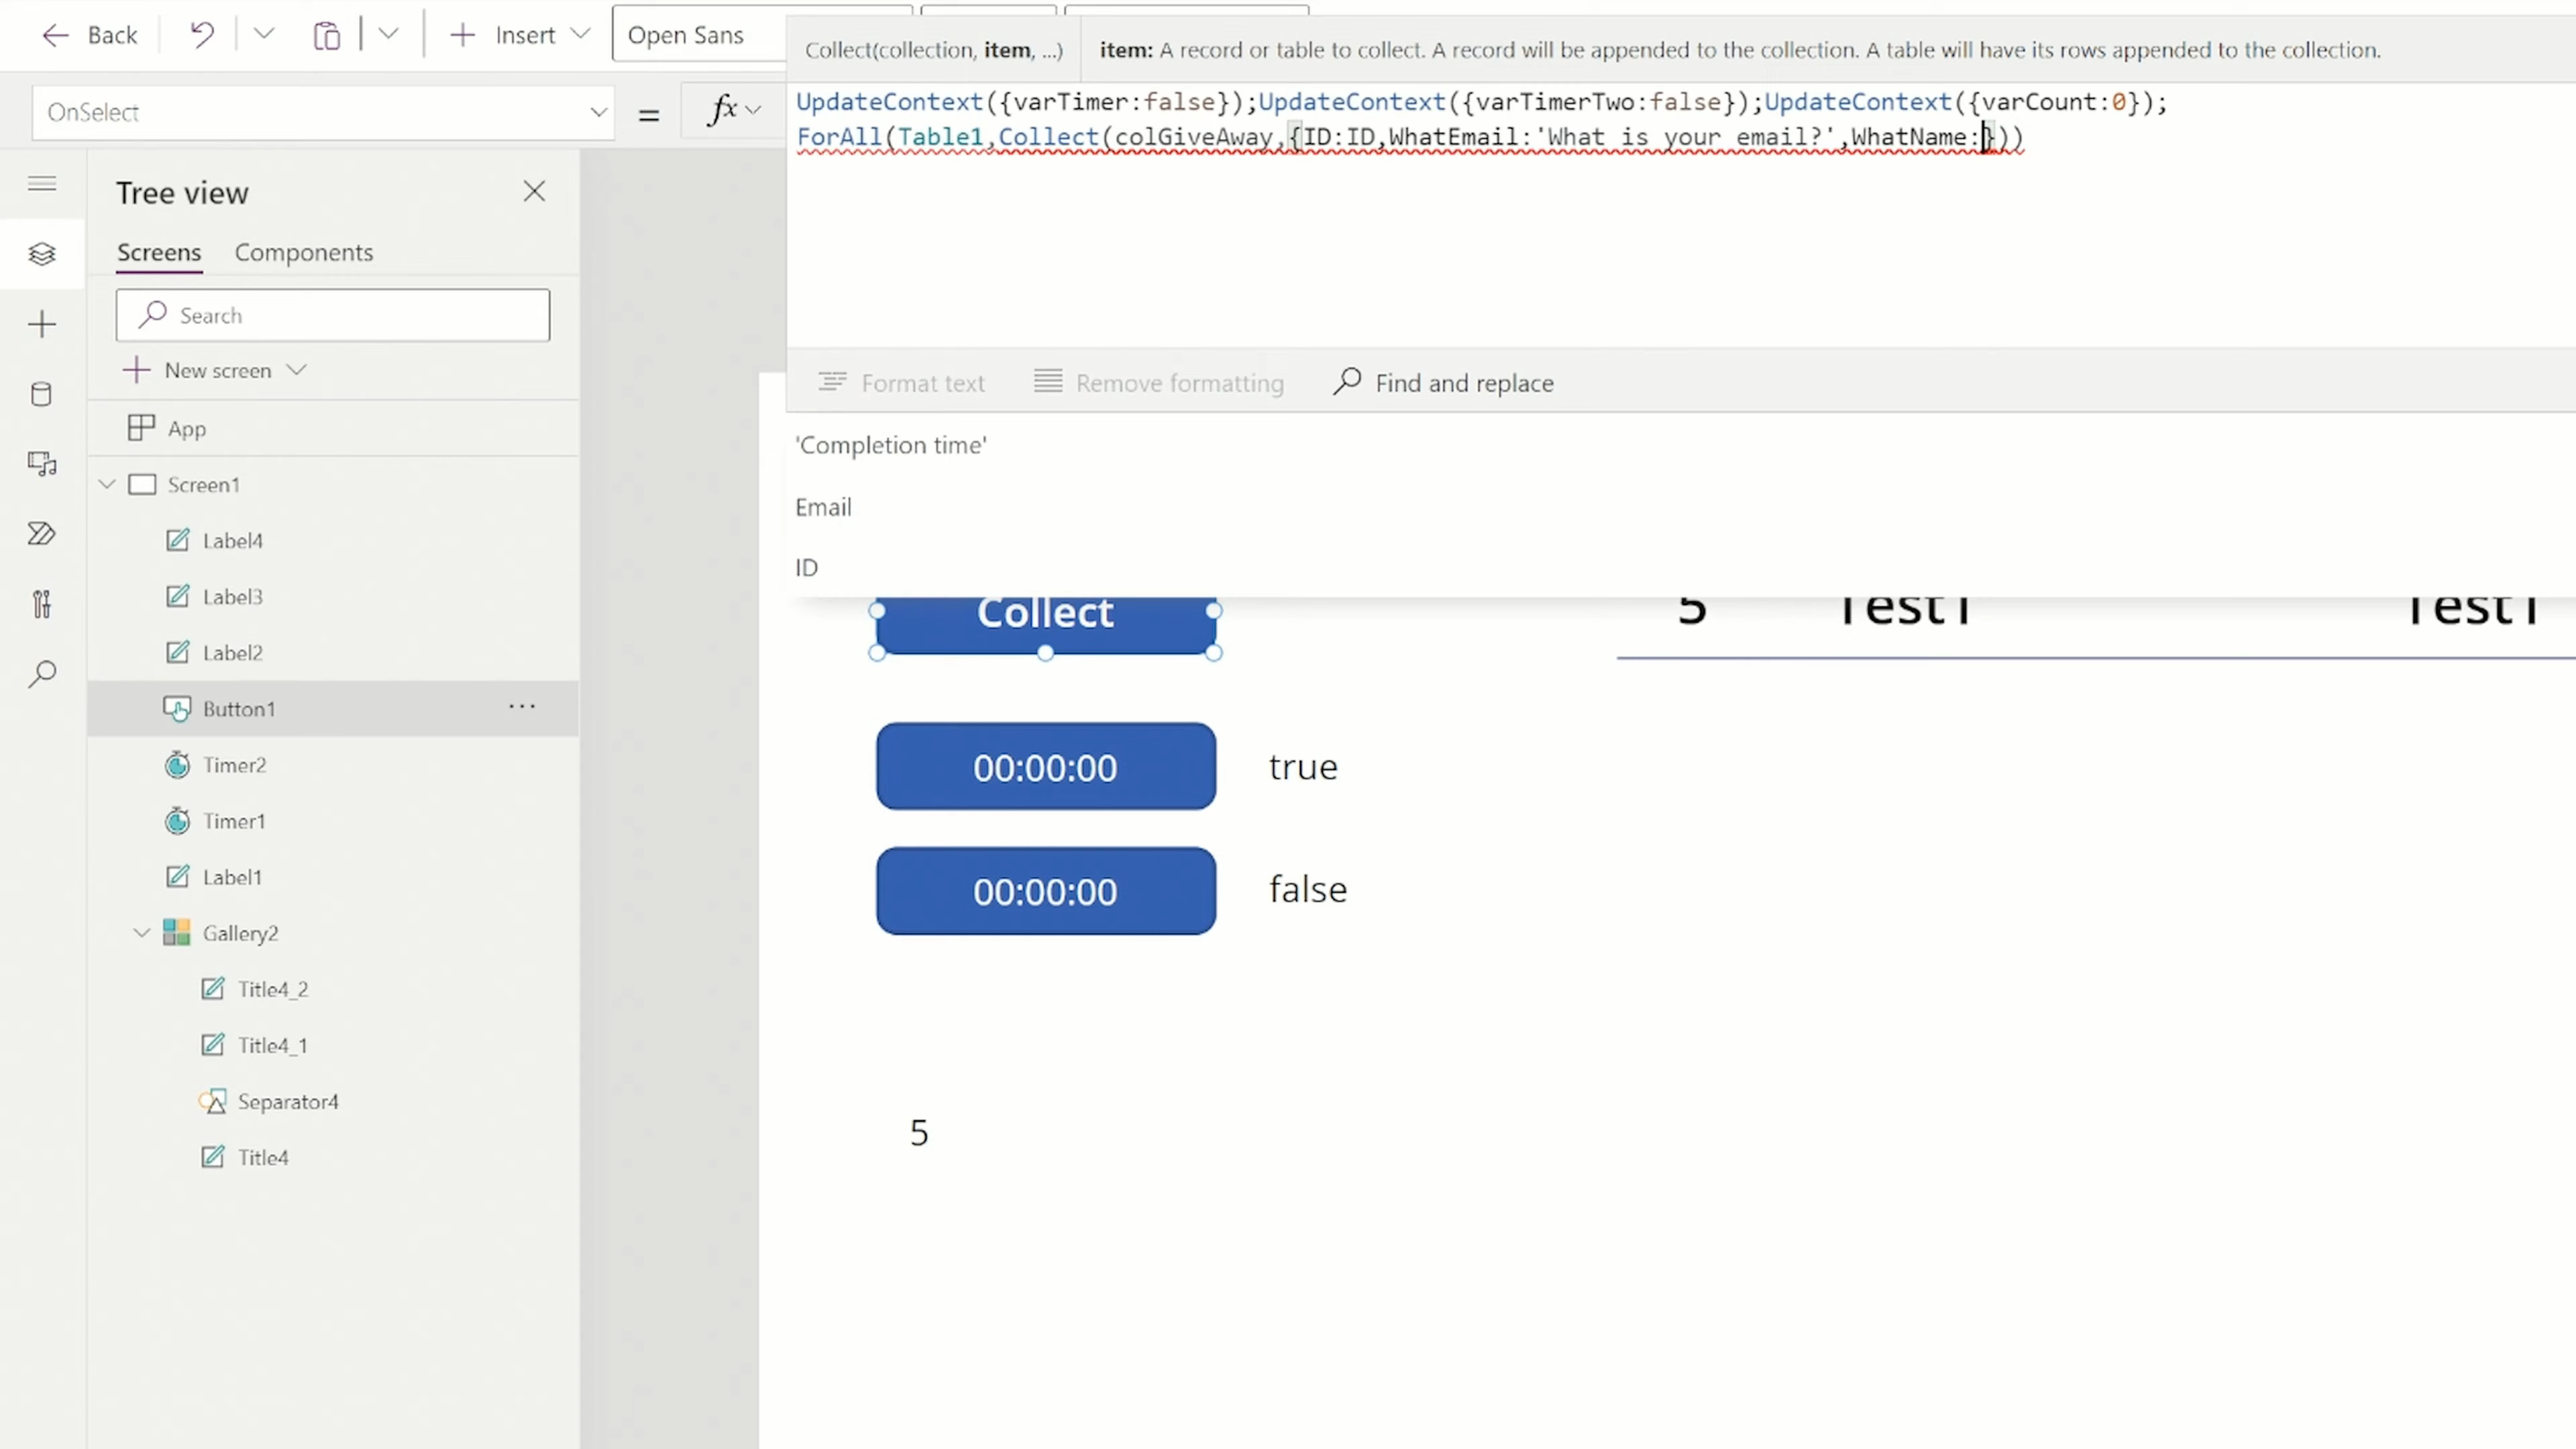 Back
Insert
Open Sans
Collect(collection, item, ...)
item: A record or table to collect. A record will be appended to the collection. A table will have its rows appended to the collection.
OnSelect
=
fx
UpdateContext({varTimer:false});UpdateContext({varTimerTwo:false});UpdateContext({varCount:0});
ForAll(Table1,Collect(colGiveAway,{ID:ID,WhatEmail:'What is your email?',WhatName:}))
Tree view
Screens
Components
Search
New screen
Format text
Remove formatting
Find and replace
App
'Completion time'
Email
ID
Screen1
Label4
Label3
Label2
Button1
Timer2
Timer1
Label1
Gallery2
Title4_2
Title4_1
Separator4
Title4
Collect
5
Test1
Test1
00:00:00
true
00:00:00
false
5